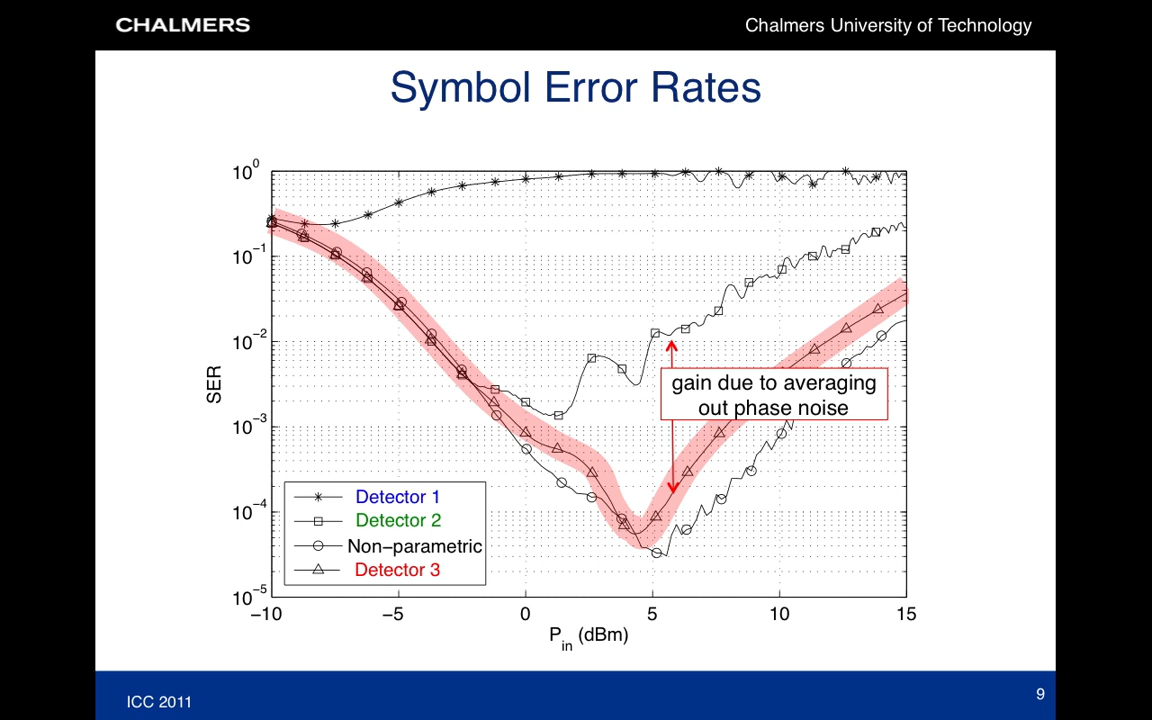 CHALMERS
Chalmers University of Technology
Symbol Error Rates
10^0
10^−1
10^−2
10^−3
10^−4
10^−5
SER
gain due to averaging
out phase noise
Detector 1
Detector 2
Non−parametric
Detector 3
−10 −5 0 5 10 15
P_in (dBm)
ICC 2011
9